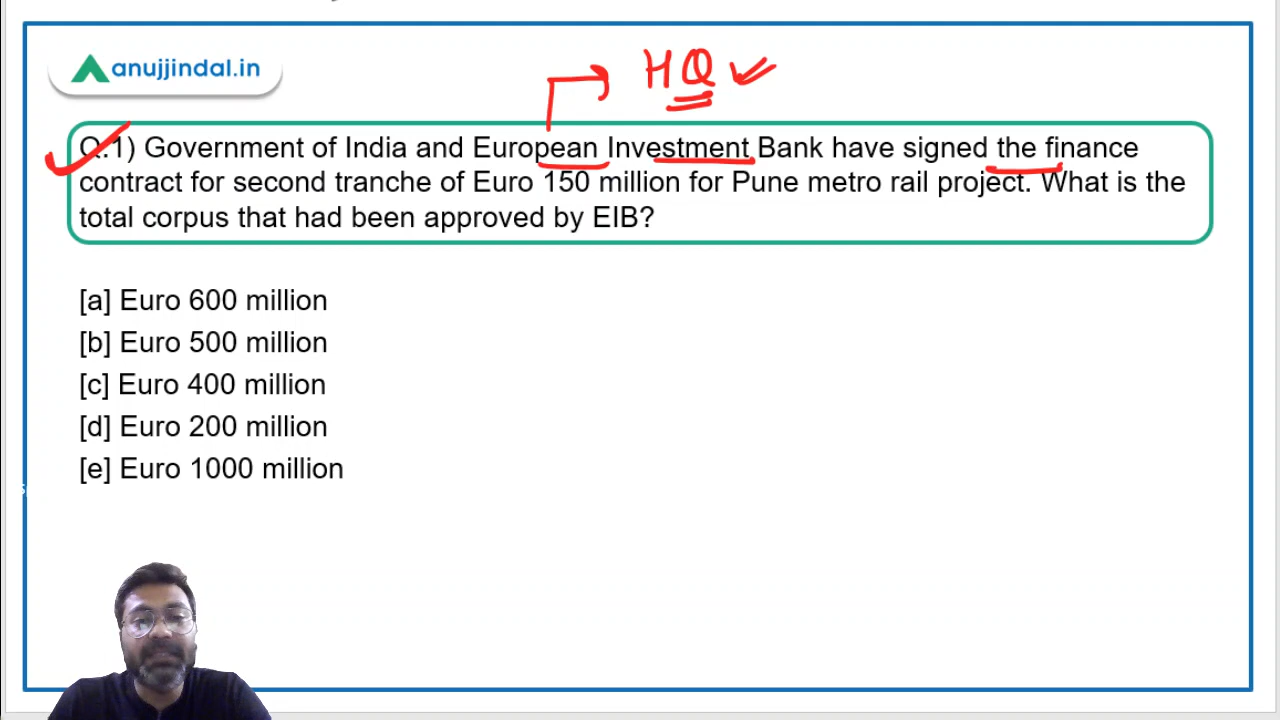 anujjindal.in
HQ
Q.1) Government of India and European Investment Bank have signed the finance
contract for second tranche of Euro 150 million for Pune metro rail project. What is the
total corpus that had been approved by EIB?
[a] Euro 600 million
[b] Euro 500 million
[c] Euro 400 million
[d] Euro 200 million
[e] Euro 1000 million